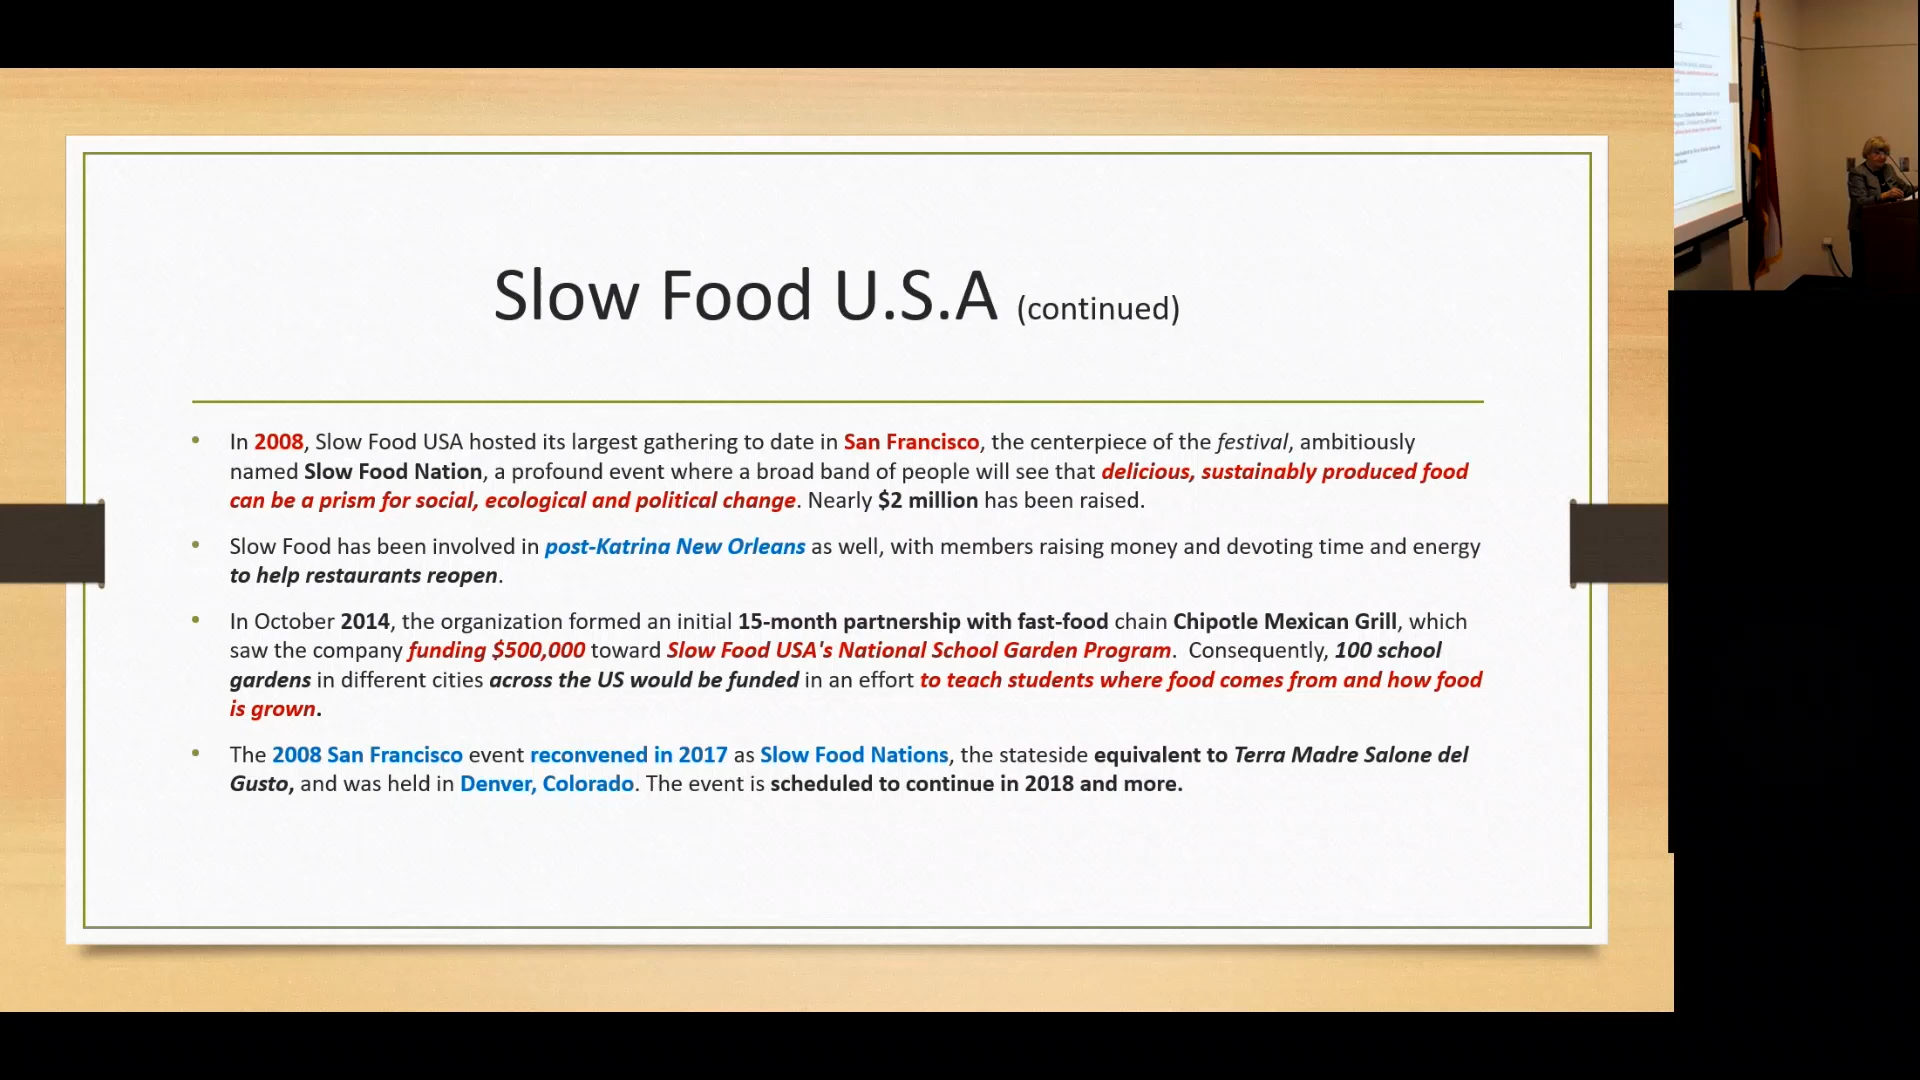 Slow Food U.S.A (continued)
• In 2008, Slow Food USA hosted its largest gathering to date in San Francisco, the centerpiece of the festival, ambitiously
named Slow Food Nation, a profound event where a broad band of people will see that delicious, sustainably produced food
can be a prism for social, ecological and political change. Nearly $2 million has been raised.
• Slow Food has been involved in post-Katrina New Orleans as well, with members raising money and devoting time and energy
to help restaurants reopen.
• In October 2014, the organization formed an initial 15-month partnership with fast-food chain Chipotle Mexican Grill, which
saw the company funding $500,000 toward Slow Food USA's National School Garden Program.  Consequently, 100 school
gardens in different cities across the US would be funded in an effort to teach students where food comes from and how food
is grown.
• The 2008 San Francisco event reconvened in 2017 as Slow Food Nations, the stateside equivalent to Terra Madre Salone del
Gusto, and was held in Denver, Colorado. The event is scheduled to continue in 2018 and more.